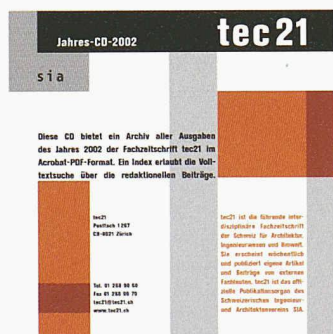 Jahres-CD-2002
tec21
sia
Diese CD bietet ein Archiv aller Ausgaben
des Jahres 2002 der Fachzeitschrift tec21 im
Acrobat-PDF-Format. Ein Index erlaubt die Voll-
textsuche über die redaktionellen Beiträge.
tec21
Postfach 1267
CH-8021 Zürich
Tel. 01 288 90 60
Fax 01 288 90 70
tec21@tec21.ch
www.tec21.ch
tec21 ist die führende inter-
disziplinäre Fachzeitschrift
der Schweiz für Architektur,
Ingenieurwesen und Umwelt.
Sie erscheint wöchentlich
und publiziert eigene Artikel
und Beiträge von externen
Fachleuten. tec21 ist das offi-
zielle Publikationsorgan des
Schweizerischen Ingenieur-
und Architektenvereins SIA.